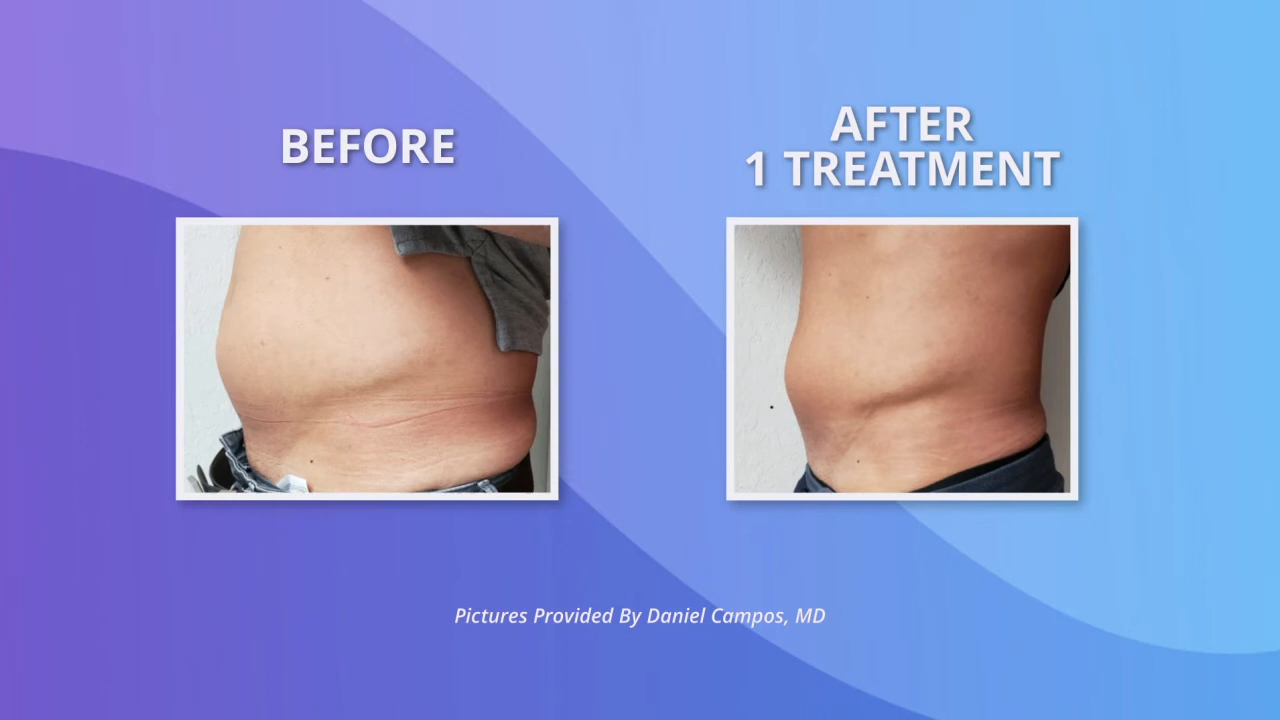 BEFORE
AFTER
1 TREATMENT
Pictures Provided By Daniel Campos, MD